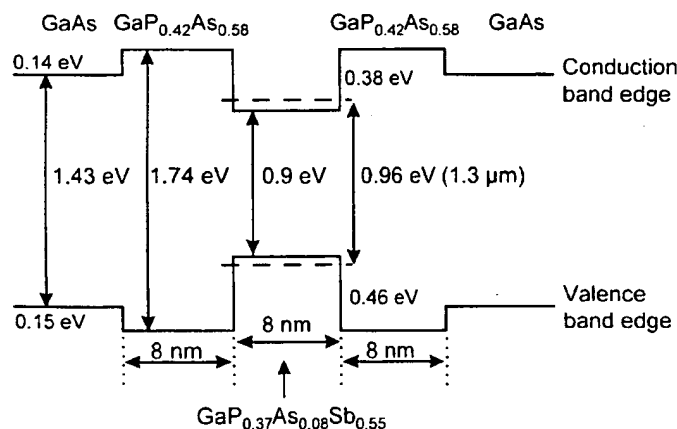 GaAs GaP0.42As0.58 GaP0.42As0.58 GaAs
0.14 eV 0.38 eV Conduction
band edge
1.43 eV 1.74 eV 0.9 eV 0.96 eV (1.3 µm)
0.15 eV 0.46 eV Valence
band edge
8 nm 8 nm 8 nm
GaP0.37As0.08Sb0.55